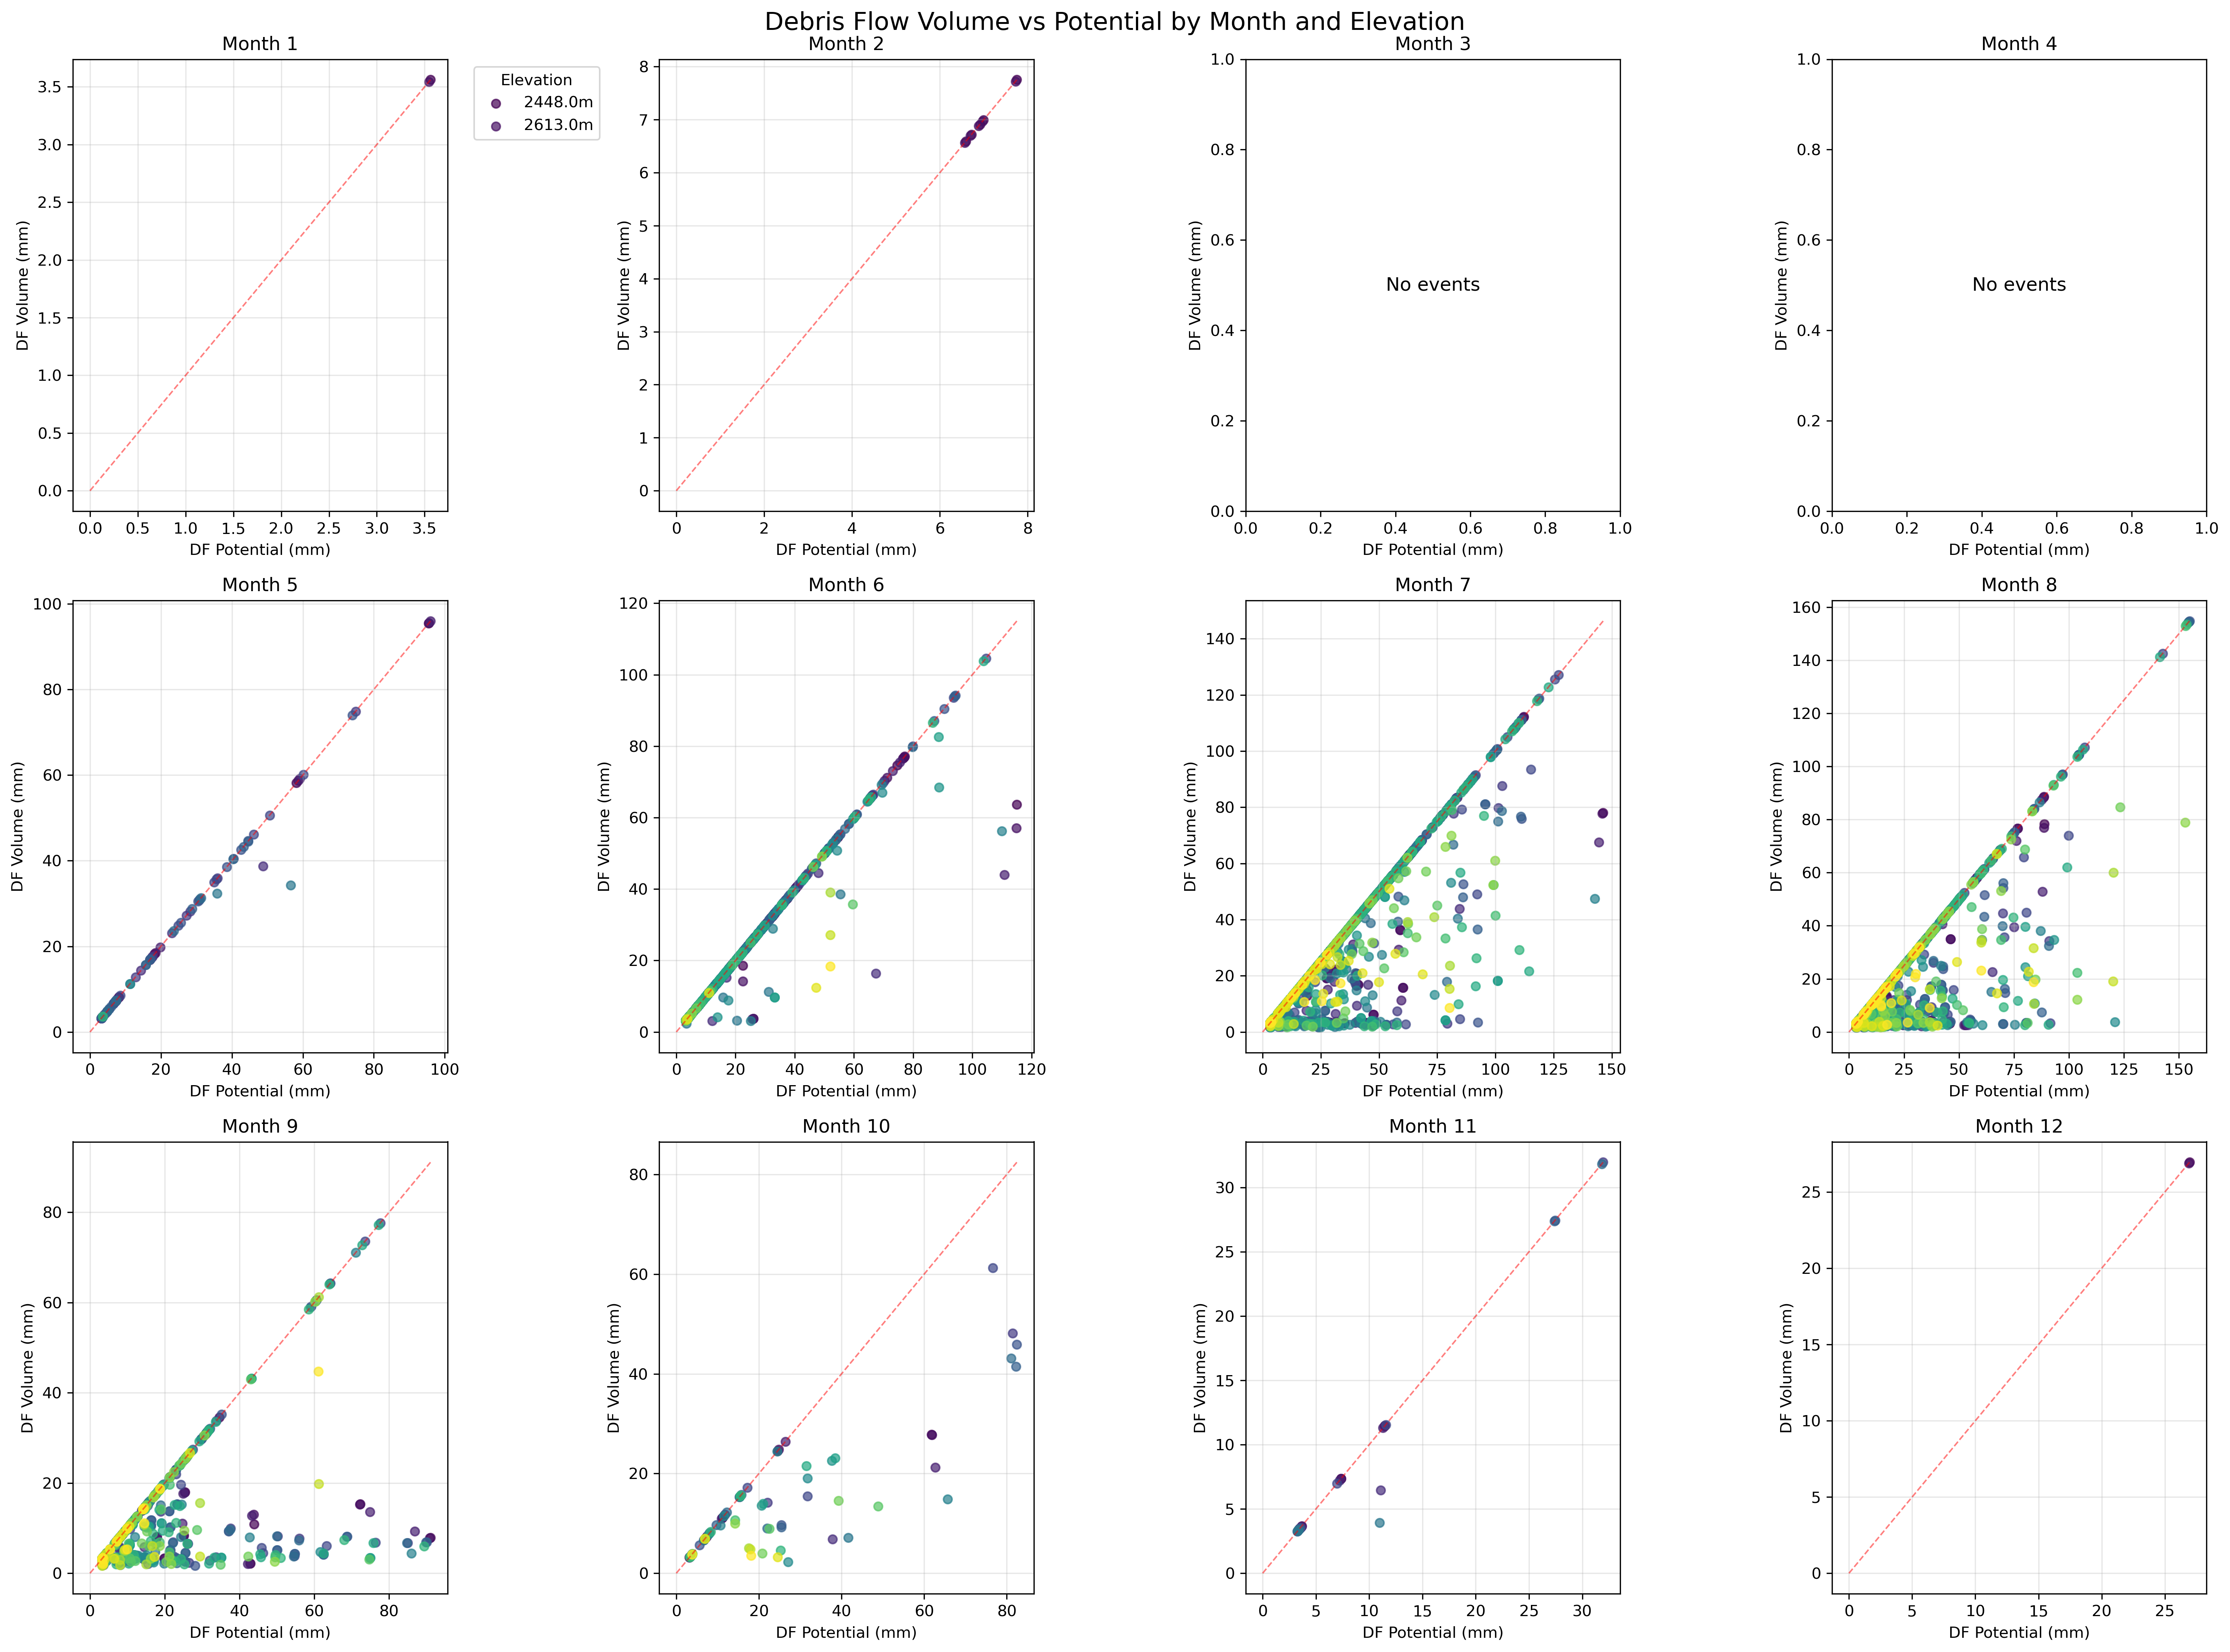 Debris Flow Volume vs Potential by Month and Elevation
Month 1
3.5
3.0
2.5
2.0
1.5
1.0
0.5
0.0
DF Volume (mm)
0.0 0.5 1.0 1.5 2.0 2.5 3.0 3.5
DF Potential (mm)
Elevation
2448.0m
2613.0m
Month 2
8
7
6
5
4
3
2
1
0
DF Volume (mm)
0 2 4 6 8
DF Potential (mm)
Month 3
1.0
0.8
0.6
0.4
0.2
0.0
DF Volume (mm)
No events
0.0 0.2 0.4 0.6 0.8 1.0
DF Potential (mm)
Month 4
1.0
0.8
0.6
0.4
0.2
0.0
DF Volume (mm)
No events
0.0 0.2 0.4 0.6 0.8 1.0
DF Potential (mm)
Month 5
100
80
60
40
20
0
DF Volume (mm)
0 20 40 60 80 100
DF Potential (mm)
Month 6
120
100
80
60
40
20
0
DF Volume (mm)
0 20 40 60 80 100 120
DF Potential (mm)
Month 7
140
120
100
80
60
40
20
0
DF Volume (mm)
0 25 50 75 100 125 150
DF Potential (mm)
Month 8
160
140
120
100
80
60
40
20
0
DF Volume (mm)
0 25 50 75 100 125 150
DF Potential (mm)
Month 9
80
60
40
20
0
DF Volume (mm)
0 20 40 60 80
DF Potential (mm)
Month 10
80
60
40
20
0
DF Volume (mm)
0 20 40 60 80
DF Potential (mm)
Month 11
30
25
20
15
10
5
0
DF Volume (mm)
0 5 10 15 20 25 30
DF Potential (mm)
Month 12
25
20
15
10
5
0
DF Volume (mm)
0 5 10 15 20 25
DF Potential (mm)